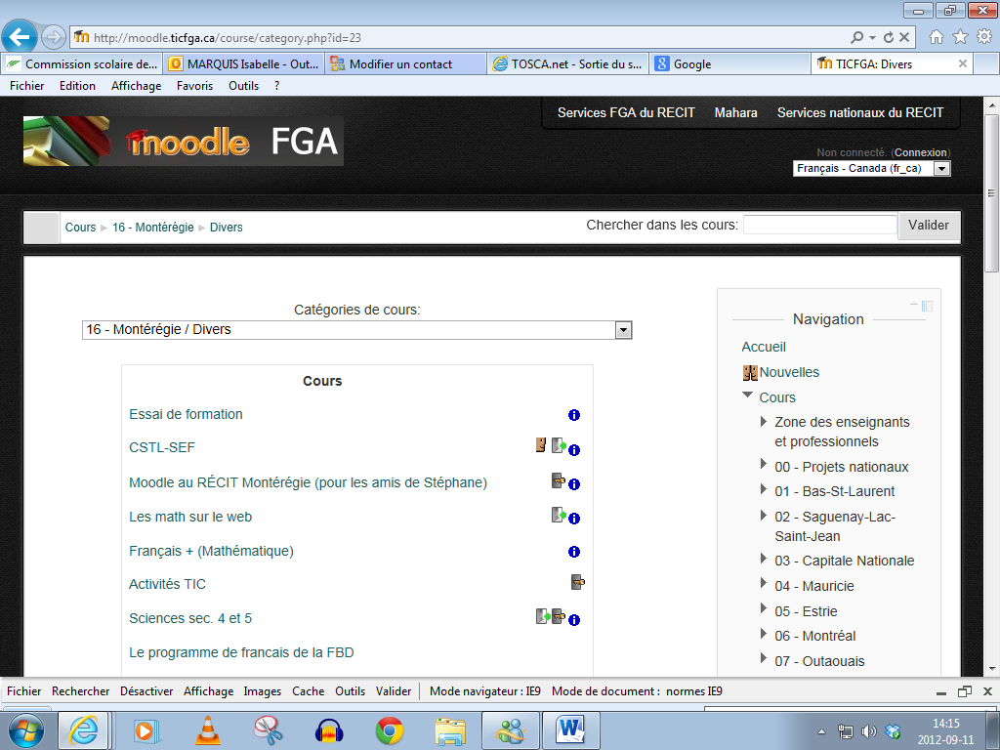 http://moodle.ticfga.ca/course/category.php?id=23
Commission scolaire de...
MARQUIS Isabelle - Out...
Modifier un contact
TOSCA.net - Sortie du s...
Google
TICFGA: Divers
Fichier Edition Affichage Favoris Outils ?
moodle FGA
Services FGA du RECIT Mahara Services nationaux du RECIT
Non connecté. (Connexion)
Français - Canada (fr_ca)
Cours 16 - Montérégie Divers
Chercher dans les cours: Valider
Catégories de cours:
16 - Montérégie / Divers
Cours
Essai de formation
CSTL-SEF
Moodle au RÉCIT Montérégie (pour les amis de Stéphane)
Les math sur le web
Français + (Mathématique)
Activités TIC
Sciences sec. 4 et 5
Le programme de francais de la FBD
Navigation
Accueil
Nouvelles
Cours
Zone des enseignants
et professionnels
00 - Projets nationaux
01 - Bas-St-Laurent
02 - Saguenay-Lac-
Saint-Jean
03 - Capitale Nationale
04 - Mauricie
05 - Estrie
06 - Montréal
07 - Outaouais
Fichier Rechercher Désactiver Affichage Images Cache Outils Valider Mode navigateur : IE9 Mode de document : normes IE9
14:15
2012-09-11